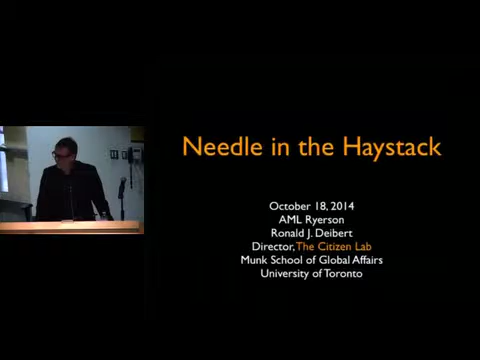 Needle in the Haystack
October 18, 2014
AML Ryerson
Ronald J. Deibert
Director, The Citizen Lab
Munk School of Global Affairs
University of Toronto